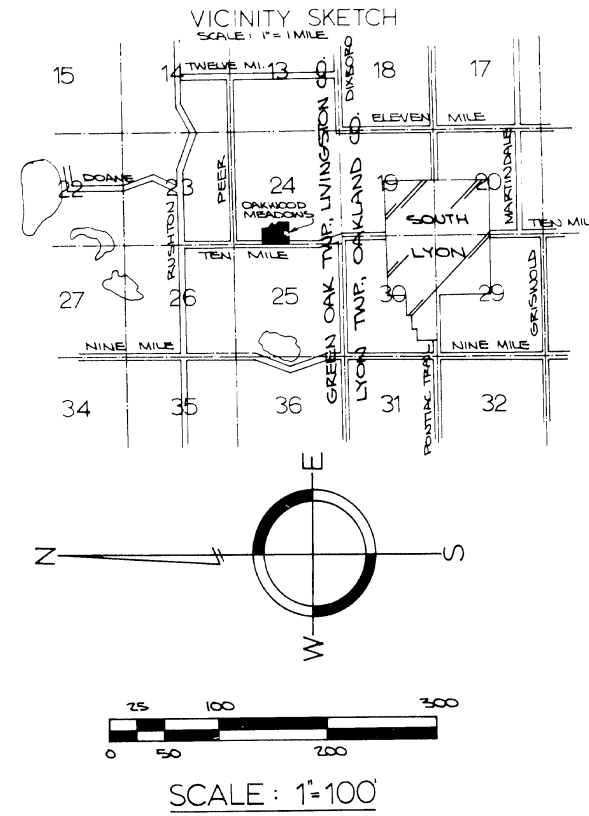 VICINITY SKETCH
SCALE: 1"=1 MILE
15
14
TWELVE MI.
13
18
17
DIXBORO
ELEVEN MILE
DOANE
22
23
PEER
24
19
20
MARTINDALE
OAKWOOD
MEADOWS
SOUTH
LYON
TEN MIL
RUSHTON
TEN MILE
GREEN OAK TWP., LIVINGSTON CO.
LYON TWP., OAKLAND CO.
27
26
25
30
29
GRISWOLD
NINE MILE
NINE MILE
PONTIAC TRAIL
34
35
36
31
32
E
N
S
W
25 100 300
0 50 200
SCALE: 1"=100'